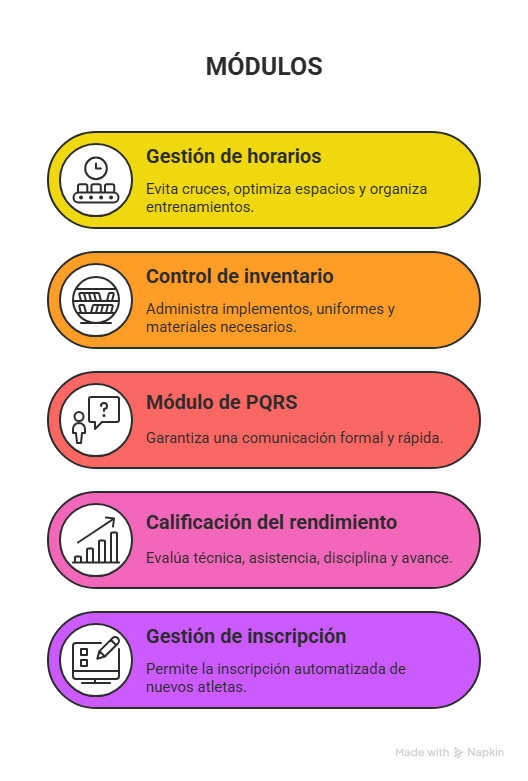 MÓDULOS
Gestión de horarios
Evita cruces, optimiza espacios y organiza
entrenamientos.
Control de inventario
Administra implementos, uniformes y
materiales necesarios.
Módulo de PQRS
Garantiza una comunicación formal y rápida.
Calificación del rendimiento
Evalúa técnica, asistencia, disciplina y avance.
Gestión de inscripción
Permite la inscripción automatizada de
nuevos atletas.
Made with Napkin